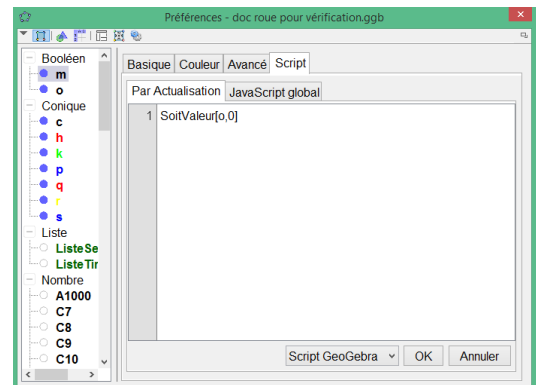 Préférences - doc roue pour vérification.ggb
Booléen
m
o
Conique
c
h
k
p
q
r
s
Liste
ListeSe
ListeTir
Nombre
A1000
C7
C8
C9
C10
Basique Couleur Avancé Script
Par Actualisation JavaScript global
1 SoitValeur[o,0]
Script GeoGebra OK Annuler